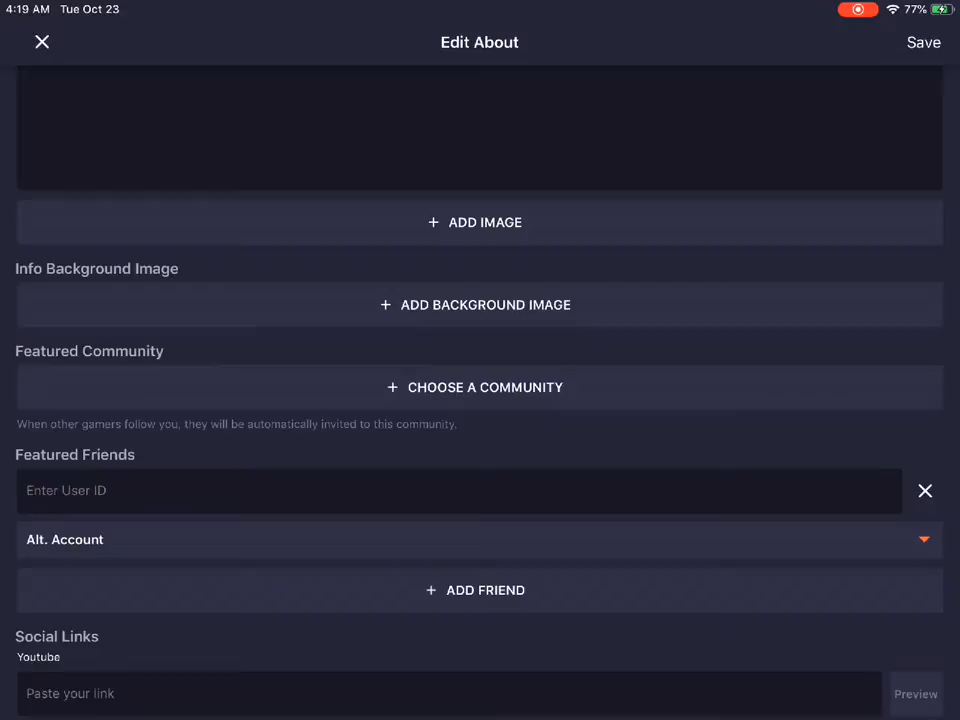 4:19 AM Tue Oct 23 77%
Edit About Save
+ ADD IMAGE
Info Background Image
+ ADD BACKGROUND IMAGE
Featured Community
+ CHOOSE A COMMUNITY
When other gamers follow you, they will be automatically invited to this community.
Featured Friends
Enter User ID
Alt. Account
+ ADD FRIEND
Social Links
Youtube
Paste your link Preview